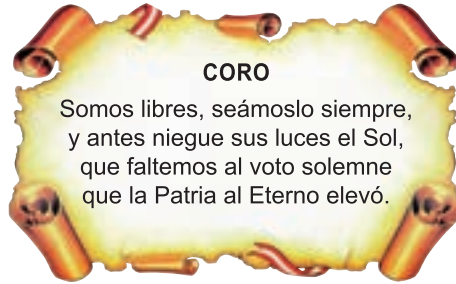 CORO
Somos libres, seámoslo siempre,
y antes niegue sus luces el Sol,
que faltemos al voto solemne
que la Patria al Eterno elevó.